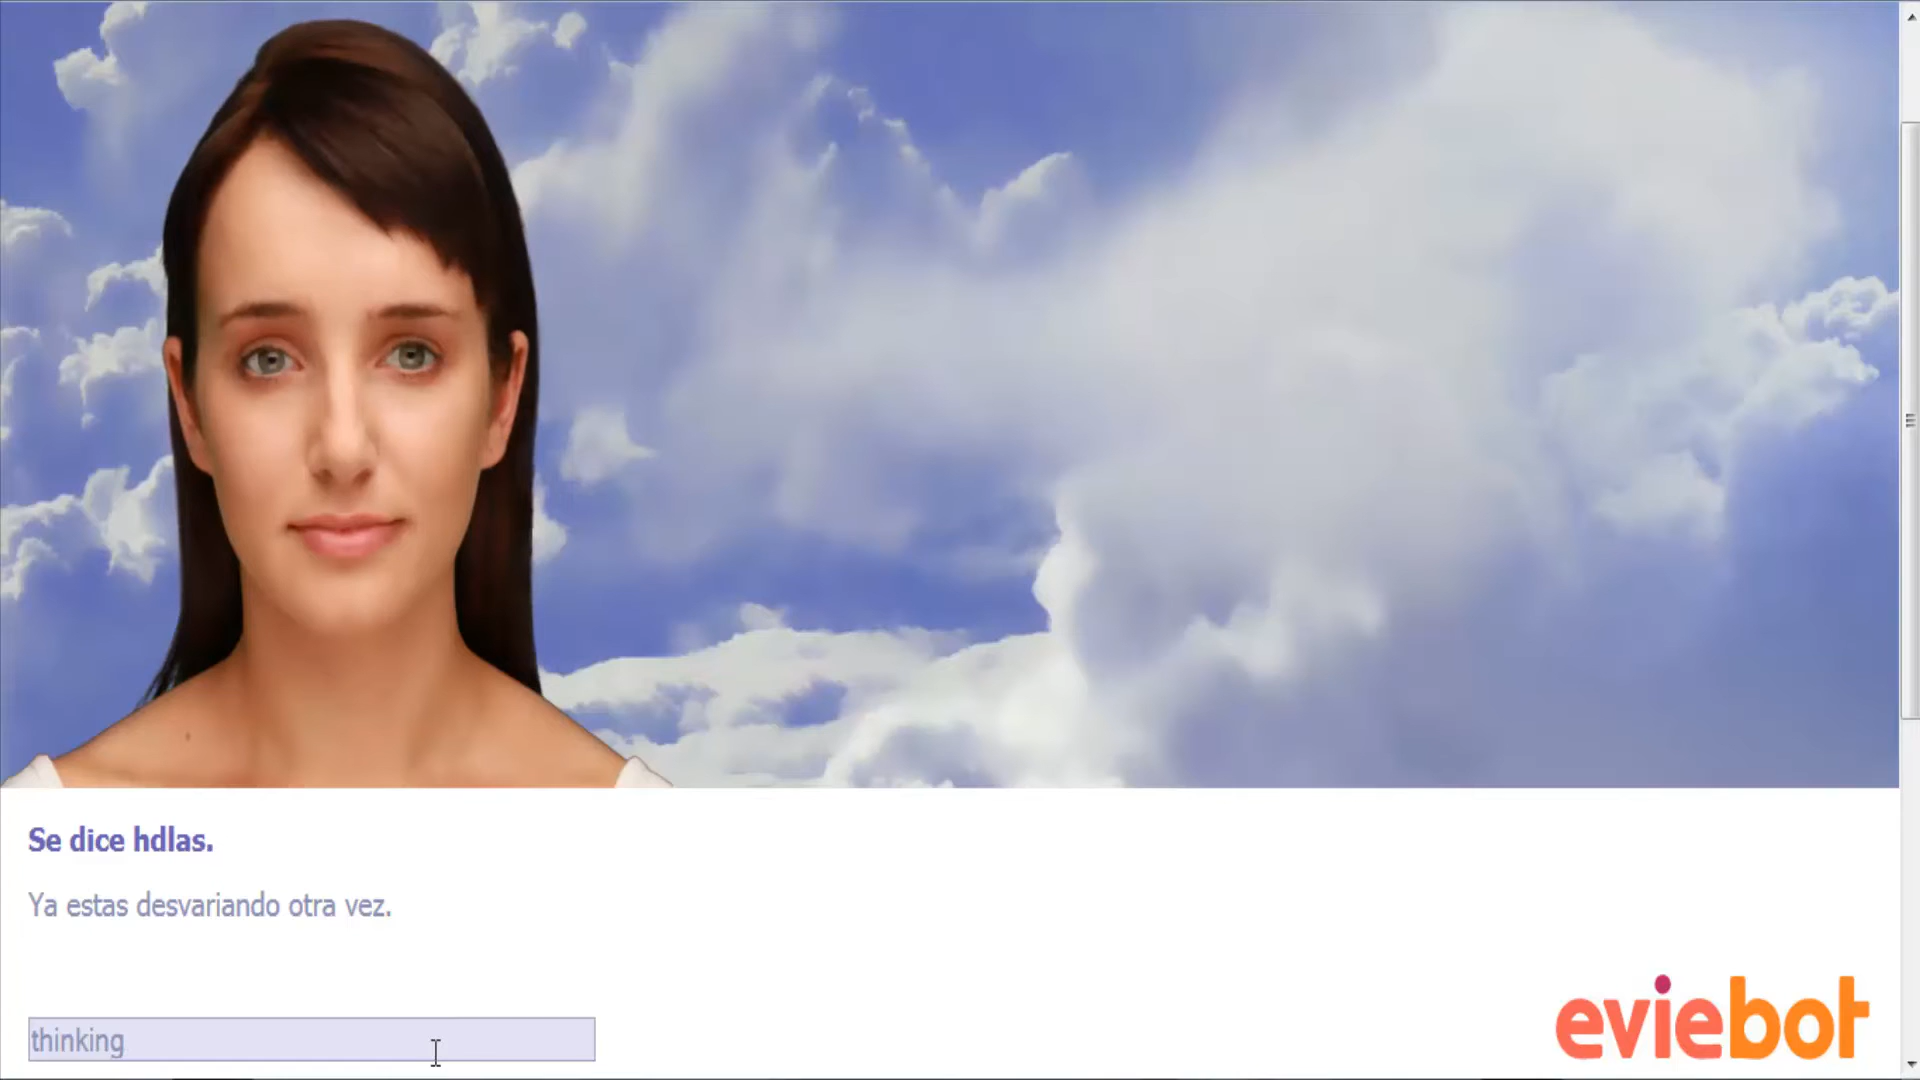 Se dice hdlas.
Ya estas desvariando otra vez.
thinking
eviebot